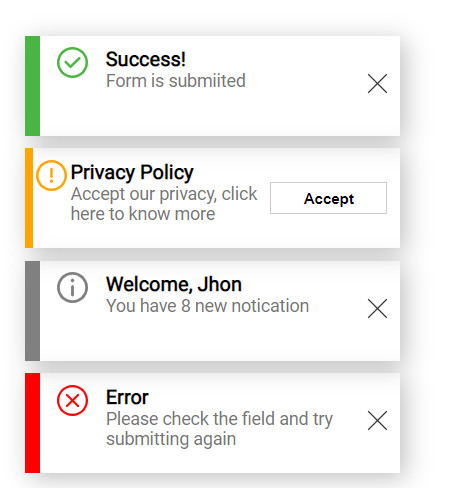 Success!
Form is submiited
Privacy Policy
Accept our privacy, click
here to know more
Accept
Welcome, Jhon
You have 8 new notication
Error
Please check the field and try
submitting again